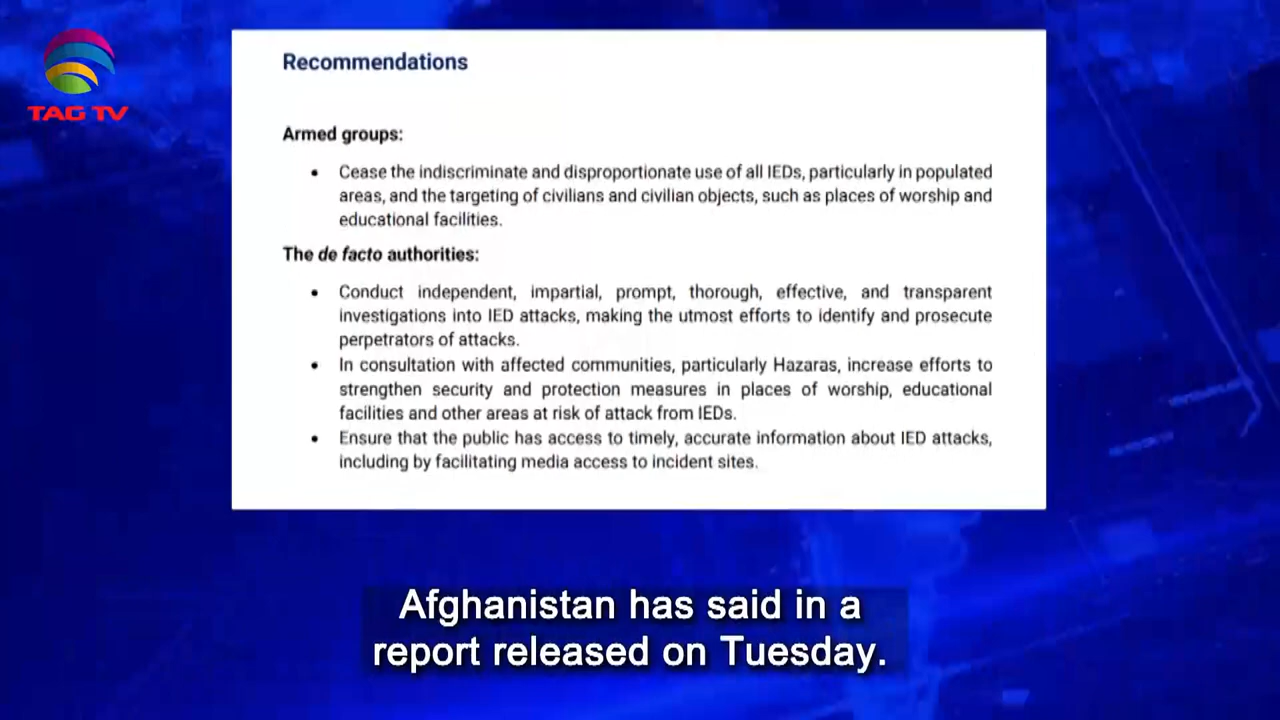 TAG TV
Recommendations
Armed groups:
• Cease the indiscriminate and disproportionate use of all IEDs, particularly in populated
areas, and the targeting of civilians and civilian objects, such as places of worship and
educational facilities.
The de facto authorities:
• Conduct independent, impartial, prompt, thorough, effective, and transparent
investigations into IED attacks, making the utmost efforts to identify and prosecute
perpetrators of attacks.
• In consultation with affected communities, particularly Hazaras, increase efforts to
strengthen security and protection measures in places of worship, educational
facilities and other areas at risk of attack from IEDs.
• Ensure that the public has access to timely, accurate information about IED attacks,
including by facilitating media access to incident sites.
Afghanistan has said in a
report released on Tuesday.